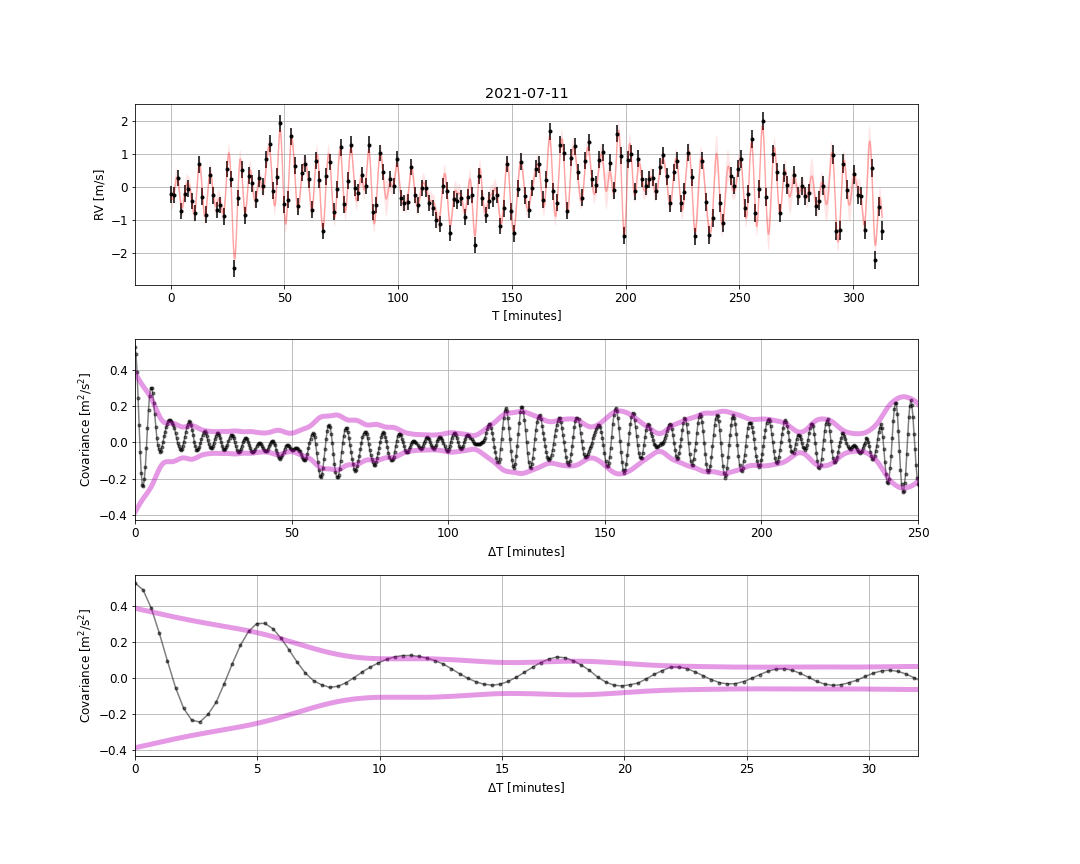 2021-07-11
2
1
0
−1
−2
RV [m/s]
0 50 100 150 200 250 300
T [minutes]
0.4
0.2
0.0
−0.2
−0.4
Covariance [m²/s²]
0 50 100 150 200 250
ΔT [minutes]
0.4
0.2
0.0
−0.2
−0.4
Covariance [m²/s²]
0 5 10 15 20 25 30
ΔT [minutes]